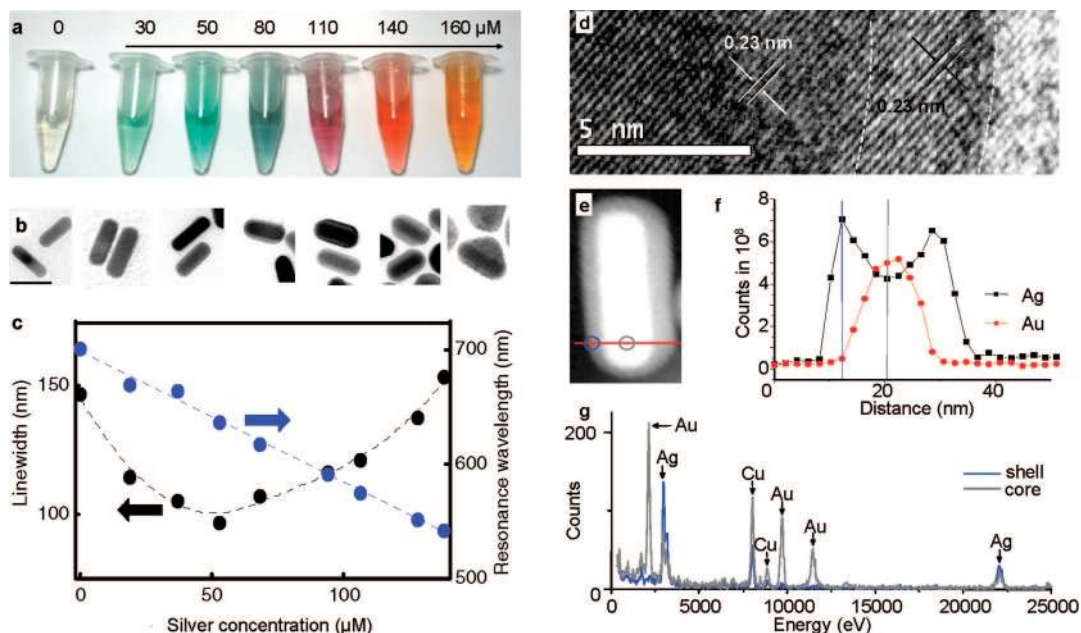 a
0 30 50 80 110 140 160 µM
b
c
Linewidth (nm)
150
100
0 50 100
Silver concentration (µM)
700
600
500
Resonance wavelength (nm)
d
0.23 nm
0.23 nm
5 nm
e
f
Counts in 10⁸
8
6
4
2
0
0 20 40
Distance (nm)
Ag
Au
g
Counts
200
0
Au
Ag
Cu
Cu
Au
Au
Ag
shell
core
0 5000 10000 15000 20000 25000
Energy (eV)